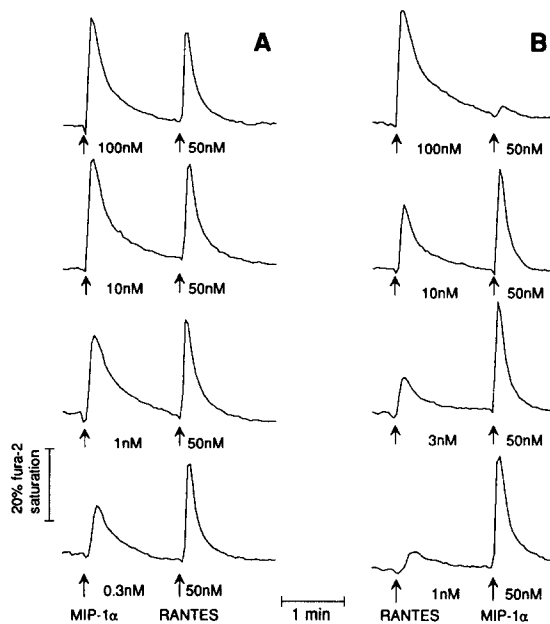 A
B
100nM 50nM
100nM 50nM
10nM 50nM
10nM 50nM
1nM 50nM
3nM 50nM
20% fura-2
saturation
0.3nM 50nM
1nM 50nM
MIP-1α RANTES
1 min
RANTES MIP-1α